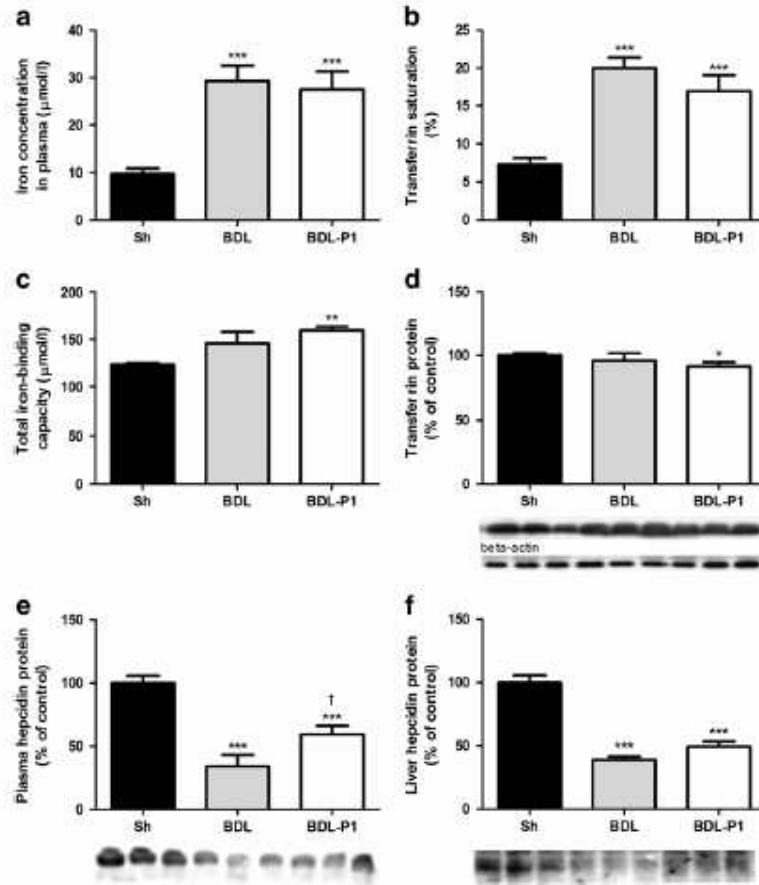 a
Iron concentration
in plasma (μmol/l)
40
30
20
10
0
***
***
Sh
BDL
BDL-P1
b
Transferrin saturation
(%)
25
20
15
10
5
0
***
***
Sh
BDL
BDL-P1
c
Total iron-binding
capacity (μmol/l)
200
150
100
50
0
**
Sh
BDL
BDL-P1
d
Transferrin protein
(% of control)
150
100
50
0
*
Sh
BDL
BDL-P1
beta-actin
e
Plasma hepcidin protein
(% of control)
150
100
50
0
***
†
***
Sh
BDL
BDL-P1
f
Liver hepcidin protein
(% of control)
150
100
50
0
***
***
Sh
BDL
BDL-P1